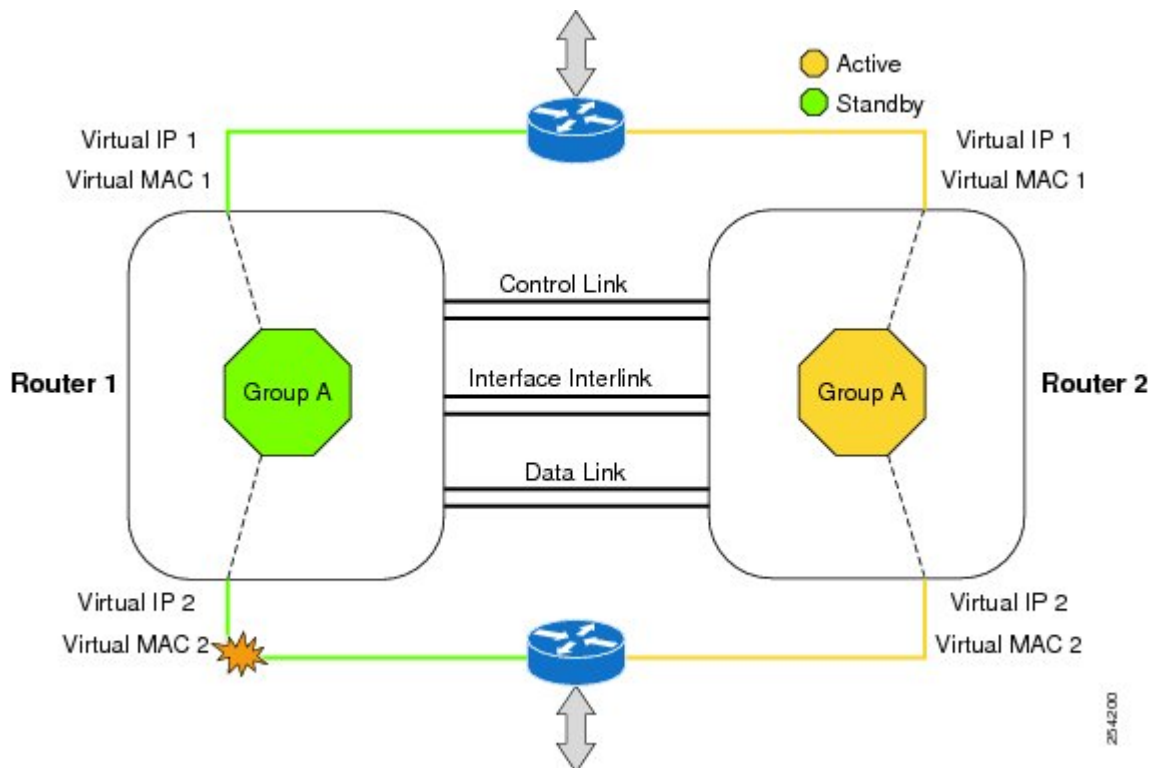 Active
Standby
Virtual IP 1
Virtual MAC 1
Virtual IP 1
Virtual MAC 1
Control Link
Router 1
Group A
Interface Interlink
Group A
Router 2
Data Link
Virtual IP 2
Virtual MAC 2
Virtual IP 2
Virtual MAC 2
254200